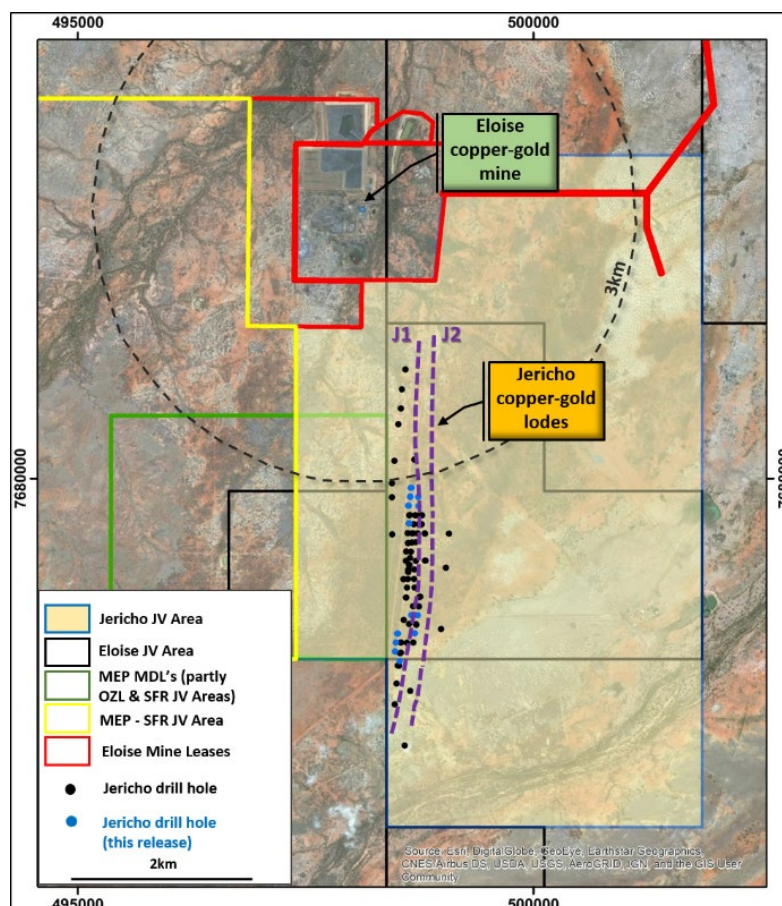 495000
500000
Eloise
copper-gold
mine
3km
J1
J2
Jericho
copper-gold
lodes
7680000
7680000
Jericho JV Area
Eloise JV Area
MEP MDL's (partly
OZL & SFR JV Areas)
MEP - SFR JV Area
Eloise Mine Leases
Jericho drill hole
Jericho drill hole
(this release)
2km
Source: Esri, DigitalGlobe, GeoEye, Earthstar Geographics,
CNES/Airbus DS, USDA, USGS, AeroGRID, IGN, and the GIS User
Community
495000
500000